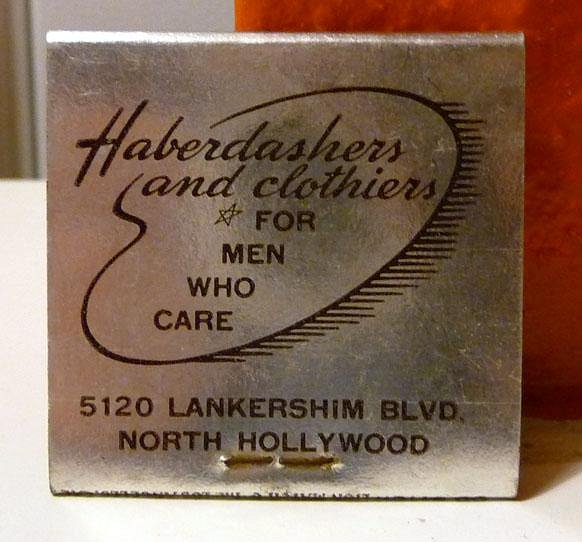 Haberdashers
and clothiers
FOR
MEN
WHO
CARE
5120 LANKERSHIM BLVD.
NORTH HOLLYWOOD